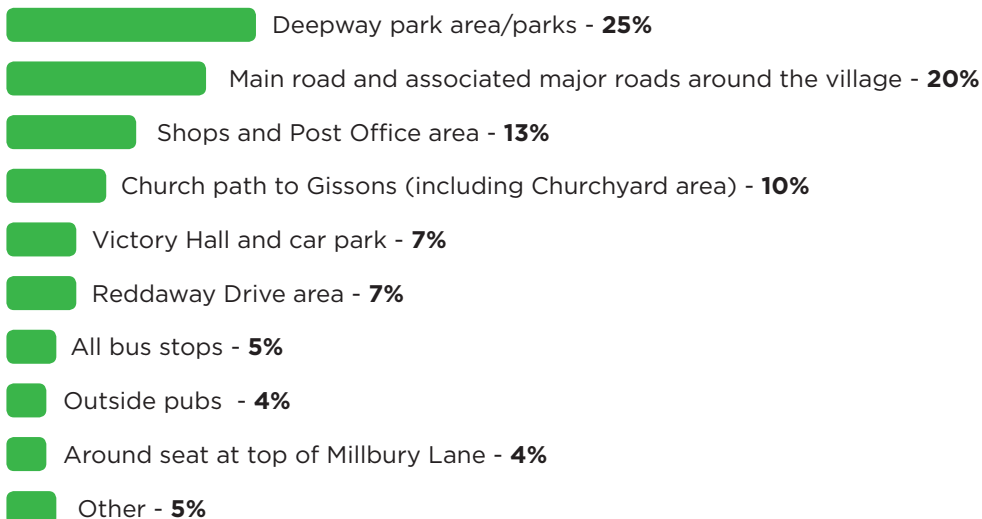 Deepway park area/parks - 25%
Main road and associated major roads around the village - 20%
Shops and Post Office area - 13%
Church path to Gissons (including Churchyard area) - 10%
Victory Hall and car park - 7%
Reddaway Drive area - 7%
All bus stops - 5%
Outside pubs  - 4%
Around seat at top of Millbury Lane - 4%
Other - 5%